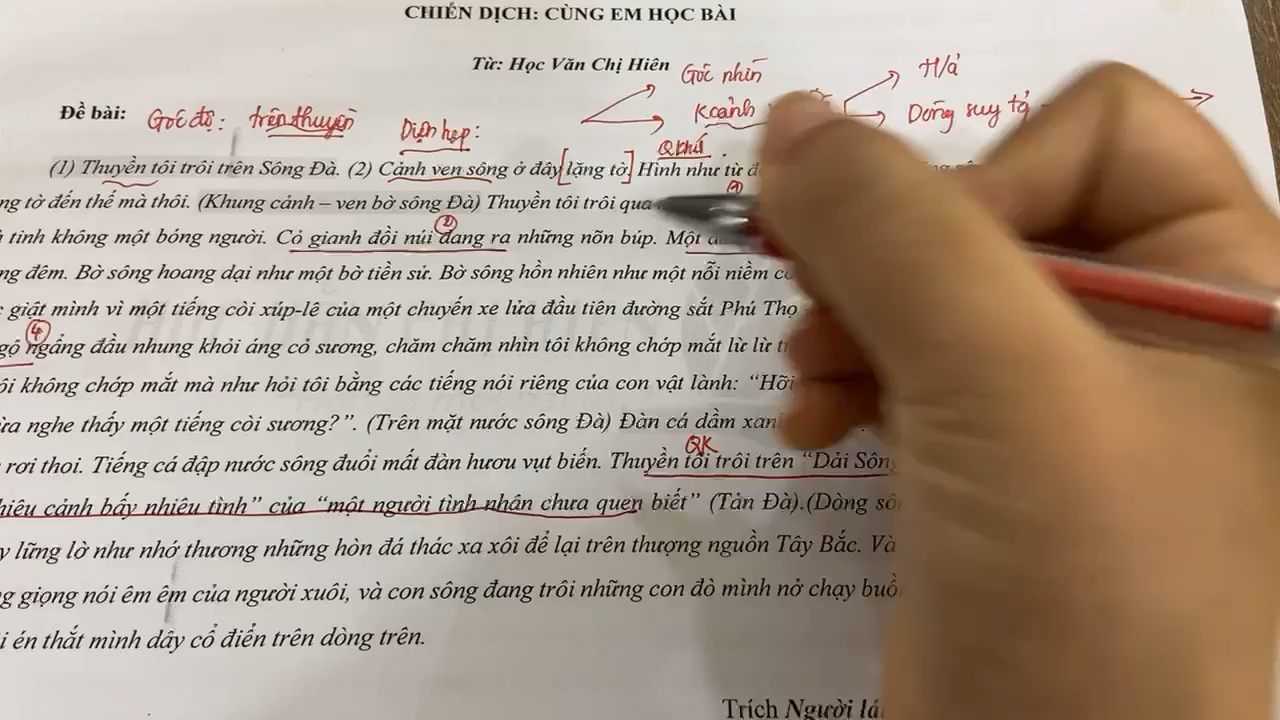 CHIẾN DỊCH: CÙNG EM HỌC BÀI
Từ: Học Văn Chị Hiên
Góc nhìn
H/ả
Kcảnh
Dòng suy tả
Đề bài: Góc độ: trên thuyền Diện hẹp:
QKhứ
(1) Thuyền tôi trôi trên Sông Đà. (2) Cảnh ven sông ở đây [lặng tờ.] Hình như từ
ng tờ đến thế mà thôi. (Khung cảnh – ven bờ sông Đà) Thuyền tôi trôi qua
tinh không một bóng người. Cỏ gianh đồi núi đang ra những nõn búp. Một
ng đêm. Bờ sông hoang dại như một bờ tiền sử. Bờ sông hồn nhiên như một nỗi niềm
giật mình vì một tiếng còi xúp-lê của một chuyến xe lửa đầu tiên đường sắt Phú Thọ
ngẩng đầu nhung khỏi áng cỏ sương, chăm chăm nhìn tôi không chớp mắt lừ lừ
ôi không chớp mắt mà như hỏi tôi bằng các tiếng nói riêng của con vật lành: “Hỡi
nghe thấy một tiếng còi sương?”. (Trên mặt nước sông Đà) Đàn cá dầm xanh
QK
rơi thoi. Tiếng cá đập nước sông đuổi mất đàn hươu vụt biến. Thuyền tôi trôi trên “Dải Sông
hiêu cảnh bấy nhiêu tình” của “một người tình nhân chưa quen biết” (Tản Đà).(Dòng
lững lờ như nhớ thương những hòn đá thác xa xôi để lại trên thượng nguồn Tây Bắc. Và
g giọng nói êm êm của người xuôi, và con sông đang trôi những con đò mình nở chạy
i én thắt mình dây cổ điển trên dòng trên.
Trích Người lá